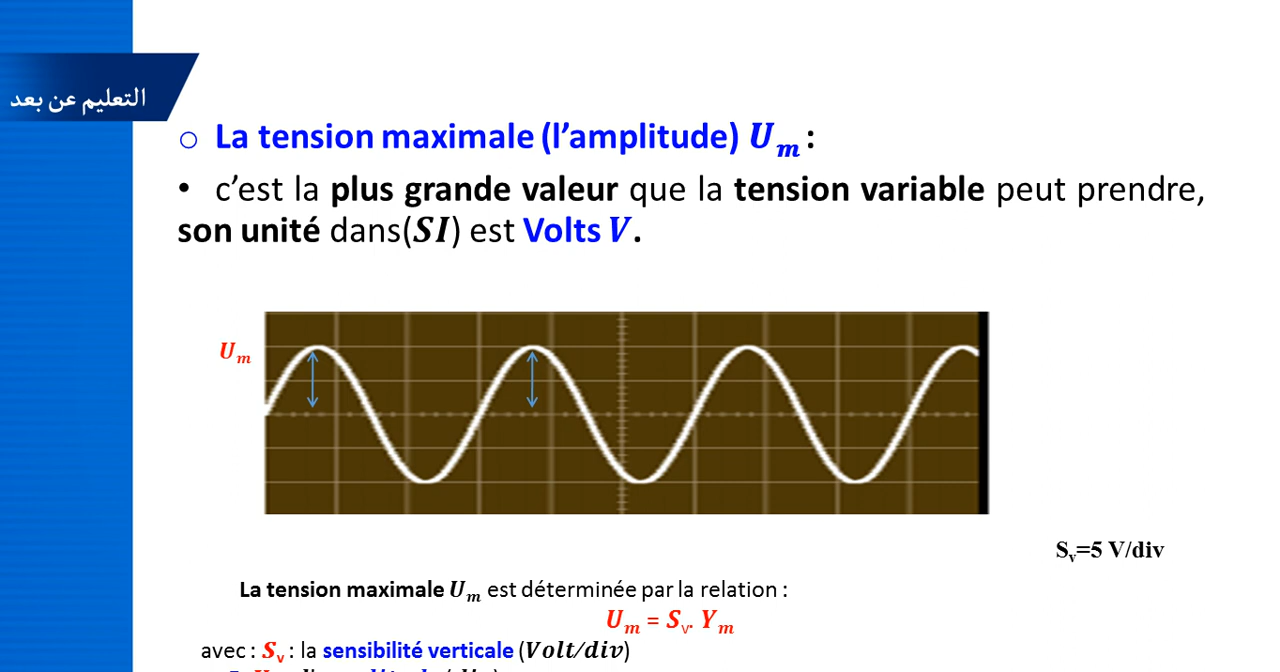 التعليم عن بعد
○ La tension maximale (l’amplitude) Uₘ :
• c’est la plus grande valeur que la tension variable peut prendre,
son unité dans(SI) est Volts V.
Uₘ
Sᵥ=5 V/div
La tension maximale Uₘ est déterminée par la relation :
Uₘ = Sᵥ. Yₘ
avec : Sᵥ : la sensibilité verticale (Volt/div)